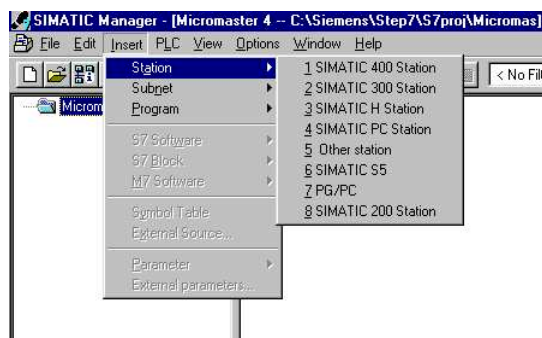 SIMATIC Manager - [Micromaster 4 -- C:\Siemens\Step7\S7proj\Micromas]
File Edit Insert PLC View Options Window Help
< No Fil
Microm
Station
Subnet
Program
S7 Software
S7 Block
M7 Software
Symbol Table
External Source...
Parameter
External parameters...
1 SIMATIC 400 Station
2 SIMATIC 300 Station
3 SIMATIC H Station
4 SIMATIC PC Station
5 Other station
6 SIMATIC S5
7 PG/PC
8 SIMATIC 200 Station